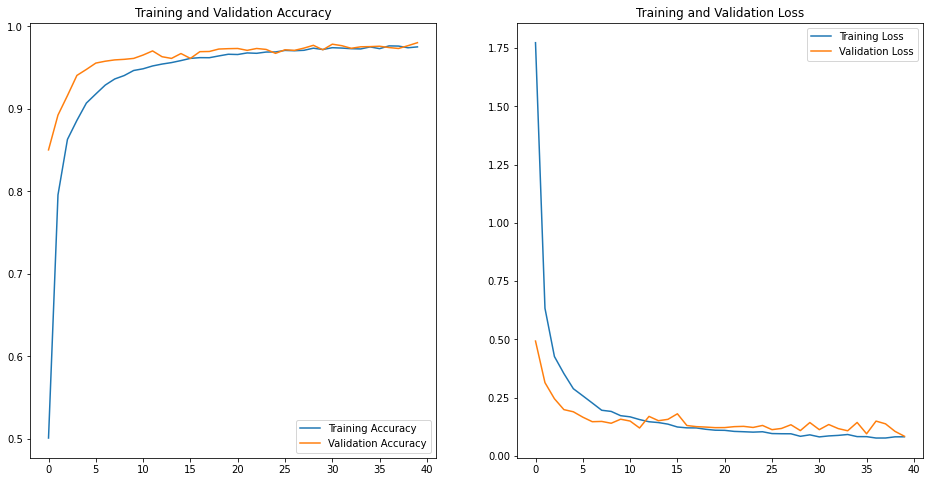 Training and Validation Accuracy
1.0
0.9
0.8
0.7
0.6
0.5
0 5 10 15 20 25 30 35 40
Training Accuracy
Validation Accuracy
Training and Validation Loss
1.75
1.50
1.25
1.00
0.75
0.50
0.25
0.00
0 5 10 15 20 25 30 35 40
Training Loss
Validation Loss